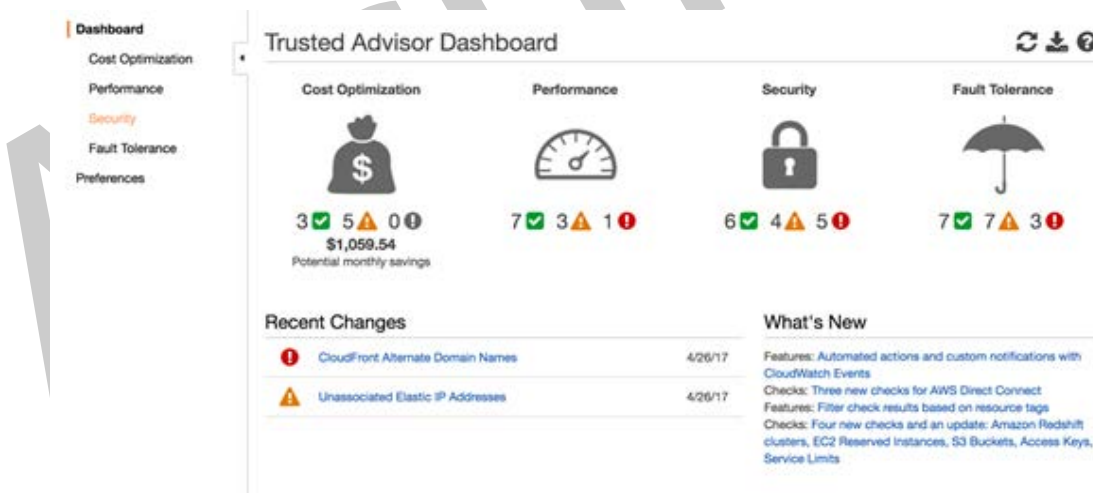 Dashboard
Cost Optimization
Performance
Security
Fault Tolerance
Preferences
Trusted Advisor Dashboard
Cost Optimization
Performance
Security
Fault Tolerance
$
3 5 0
7 3 1
6 4 5
7 7 3
$1,059.54
Potential monthly savings
Recent Changes
CloudFront Alternate Domain Names 4/26/17
Unassociated Elastic IP Addresses 4/26/17
What's New
Features: Automated actions and custom notifications with
CloudWatch Events
Checks: Three new checks for AWS Direct Connect
Features: Filter check results based on resource tags
Checks: Four new checks and an update: Amazon Redshift
clusters, EC2 Reserved Instances, S3 Buckets, Access Keys,
Service Limits